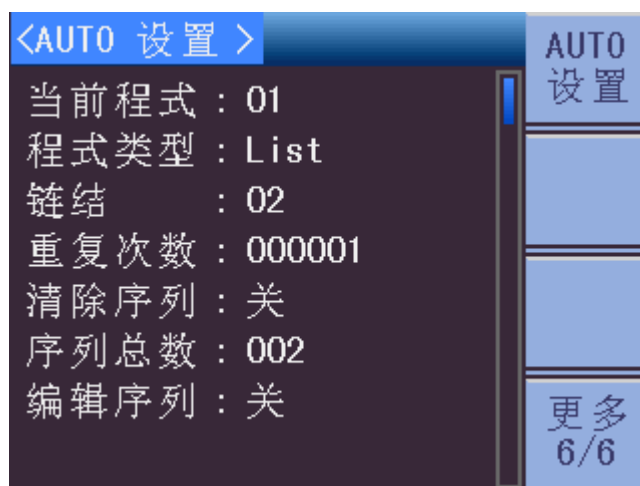 <AUTO 设置 >
当前程式 : 01
程式类型 : List
链结 : 02
重复次数 : 000001
清除序列 : 关
序列总数 : 002
编辑序列 : 关
AUTO
设置
更多
6/6